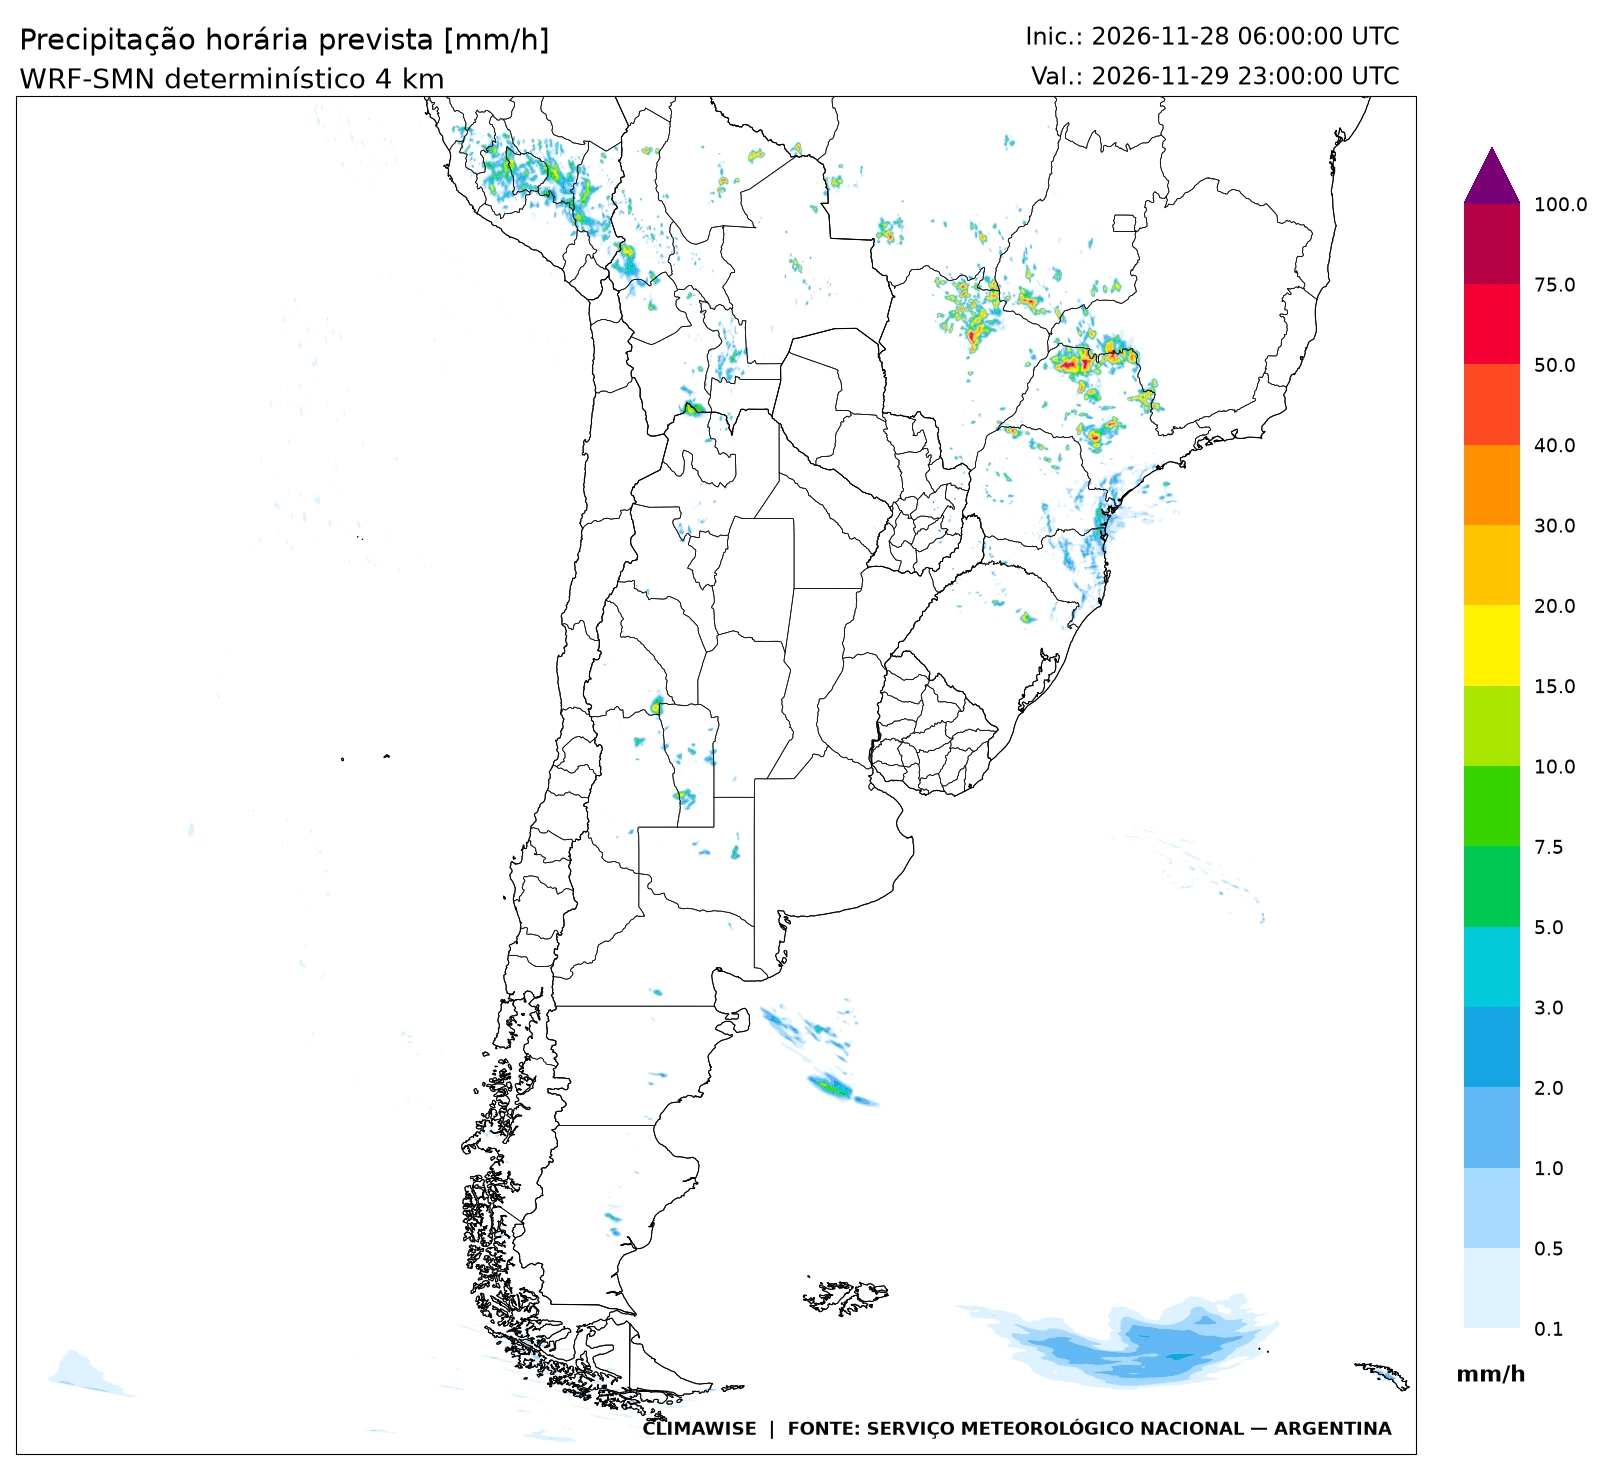 Precipitação horária prevista [mm/h]
WRF-SMN determinístico 4 km
Inic.: 2026-11-28 06:00:00 UTC
Val.: 2026-11-29 23:00:00 UTC
100.0
75.0
50.0
40.0
30.0
20.0
15.0
10.0
7.5
5.0
3.0
2.0
1.0
0.5
0.1
mm/h
CLIMAWISE | FONTE: SERVIÇO METEOROLÓGICO NACIONAL — ARGENTINA